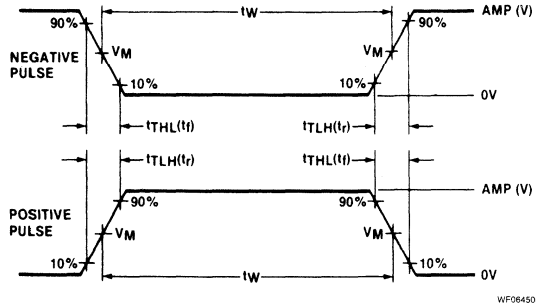 tW
AMP (V)
90%
90%
NEGATIVE
PULSE
VM
VM
10%
10%
0V
tTHL(tf)
tTLH(tr)
tTLH(tr)
tTHL(tf)
AMP (V)
90%
90%
POSITIVE
PULSE
VM
VM
10%
10%
tW
0V
WF06450